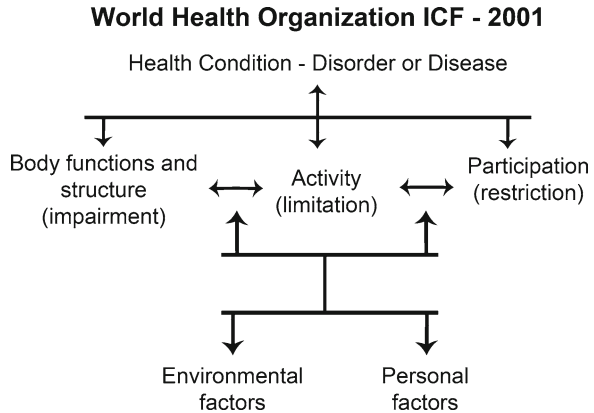 World Health Organization ICF - 2001
Health Condition - Disorder or Disease
Body functions and
structure
(impairment)
Activity
(limitation)
Participation
(restriction)
Environmental
factors
Personal
factors